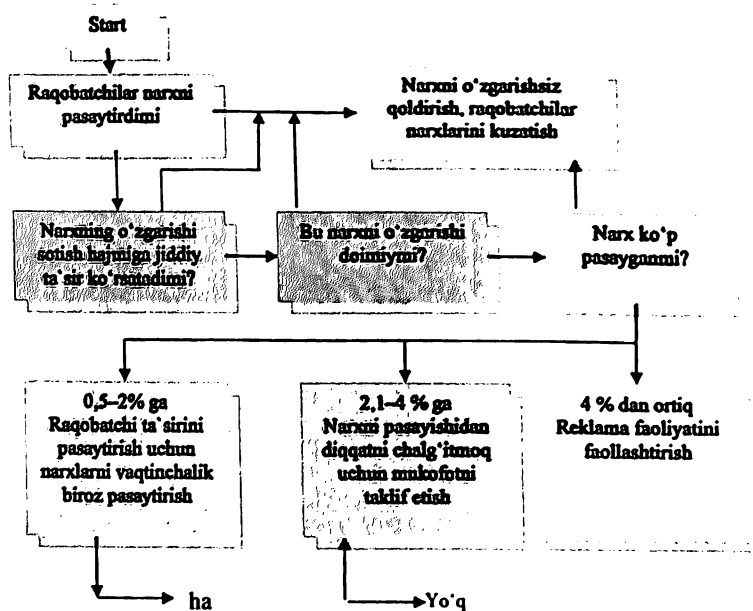 Start
Raqobatchilar narxni
pasaytirdimi
Narxni o‘zgarishsiz
qoldirish, raqobatchilar
narxlarini kuzatish
Narxning o‘zgarishi
sotish hajmiga jiddiy
ta`sir ko‘rsatadimi?
Bu narxni o‘zgarishi
doimiymi?
Narx ko‘p
pasayganmi?
0,5–2% ga
Raqobatchi ta`sirini
pasaytirish uchun
narxlarni vaqtinchalik
biroz pasaytirish
2,1–4 % ga
Narxni pasayishidan
diqqatni chalg‘itmoq
uchun mukofotni
taklif etish
4 % dan ortiq
Reklama faoliyatini
faollashtirish
ha
Yo‘q